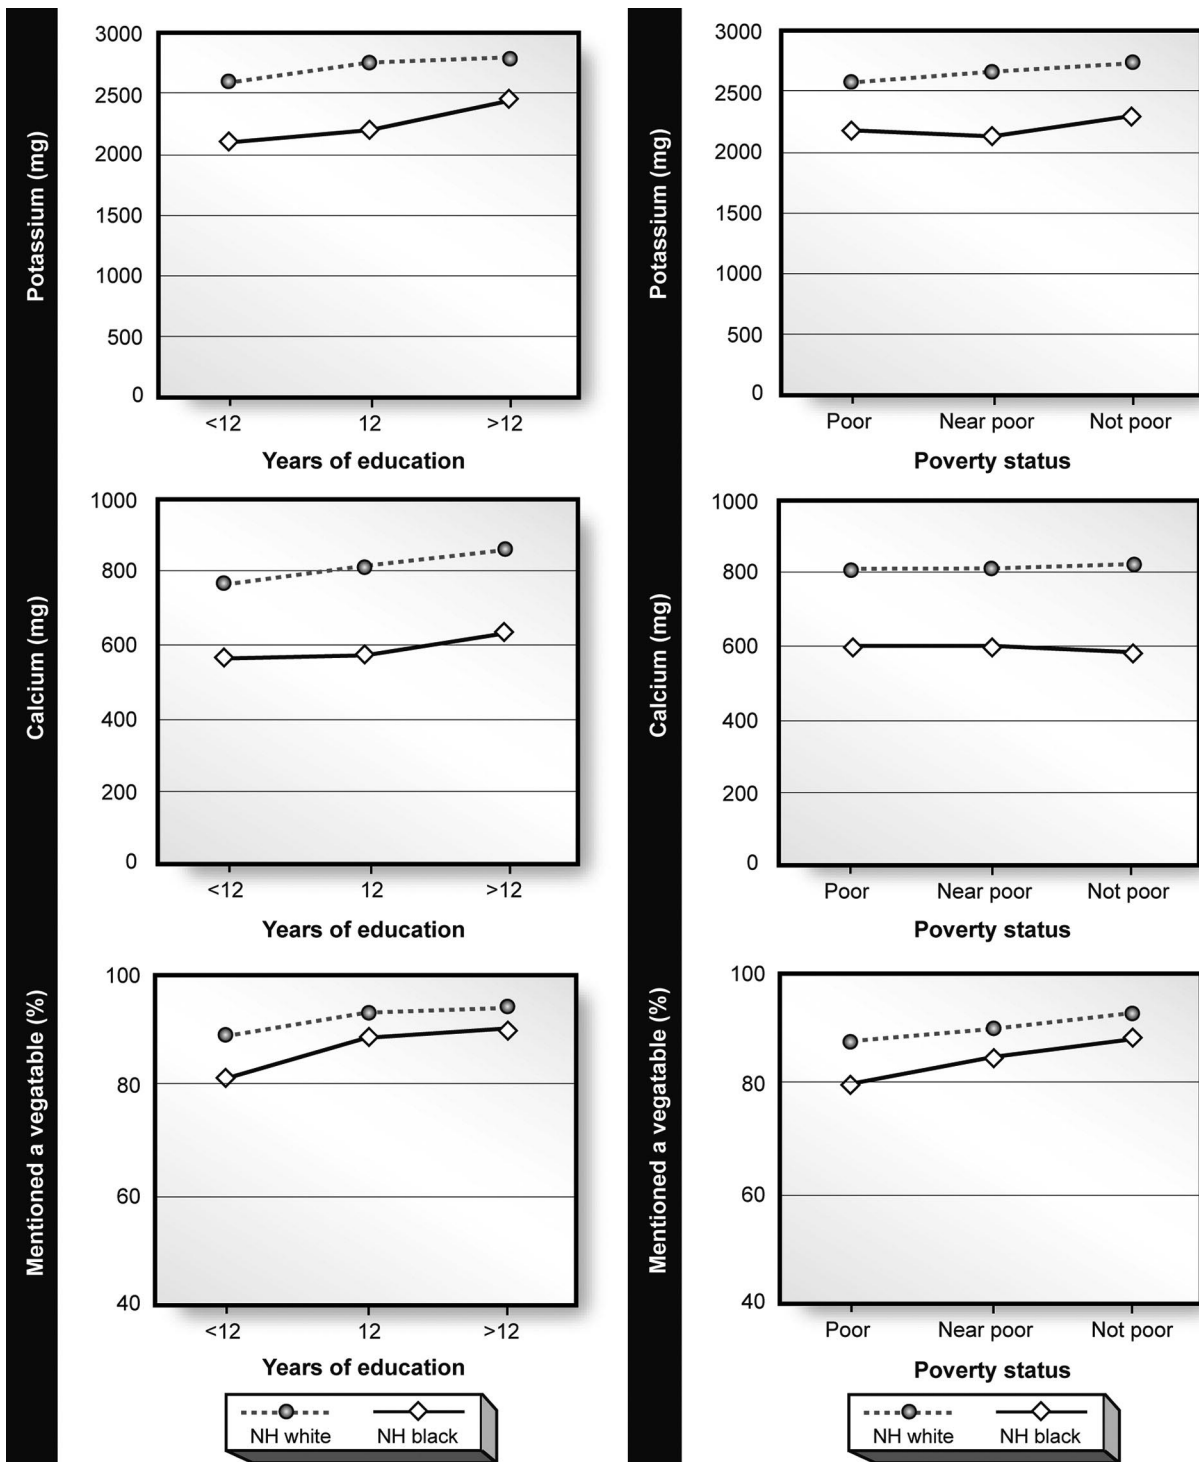 Potassium (mg)
3000
2500
2000
1500
1000
500
0
<12 12 >12
Years of education
Potassium (mg)
3000
2500
2000
1500
1000
500
0
Poor Near poor Not poor
Poverty status
Calcium (mg)
1000
800
600
400
200
0
<12 12 >12
Years of education
Calcium (mg)
1000
800
600
400
200
0
Poor Near poor Not poor
Poverty status
Mentioned a vegatable (%)
100
80
60
40
<12 12 >12
Years of education
Mentioned a vegatable (%)
100
80
60
40
Poor Near poor Not poor
Poverty status
NH white NH black
NH white NH black